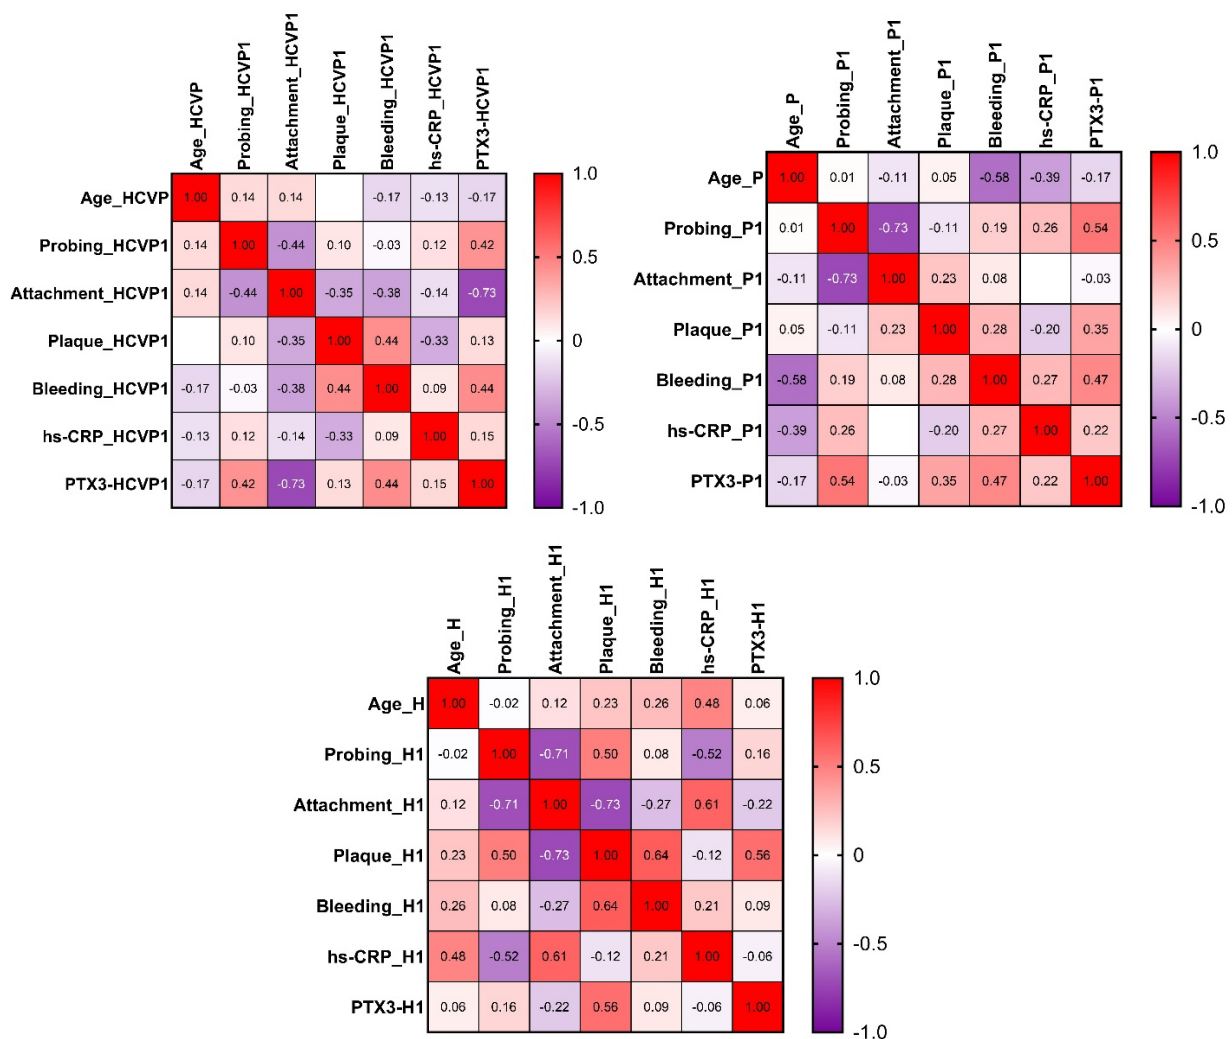 Age_HCVP Probing_HCVP1 Attachment_HCVP1 Plaque_HCVP1 Bleeding_HCVP1 hs-CRP_HCVP1 PTX3-HCVP1
Age_HCVP 1.00 0.14 0.14 -0.17 -0.13 -0.17
Probing_HCVP1 0.14 1.00 -0.44 0.10 -0.03 0.12 0.42
Attachment_HCVP1 0.14 -0.44 1.00 -0.35 -0.38 -0.14 -0.73
Plaque_HCVP1 0.10 -0.35 1.00 0.44 -0.33 0.13
Bleeding_HCVP1 -0.17 -0.03 -0.38 0.44 1.00 0.09 0.44
hs-CRP_HCVP1 -0.13 0.12 -0.14 -0.33 0.09 1.00 0.15
PTX3-HCVP1 -0.17 0.42 -0.73 0.13 0.44 0.15 1.00
1.0
0.5
0
-0.5
-1.0
Age_P Probing_P1 Attachment_P1 Plaque_P1 Bleeding_P1 hs-CRP_P1 PTX3-P1
Age_P 1.00 0.01 -0.11 0.05 -0.58 -0.39 -0.17
Probing_P1 0.01 1.00 -0.73 -0.11 0.19 0.26 0.54
Attachment_P1 -0.11 -0.73 1.00 0.23 0.08 -0.03
Plaque_P1 0.05 -0.11 0.23 1.00 0.28 -0.20 0.35
Bleeding_P1 -0.58 0.19 0.08 0.28 1.00 0.27 0.47
hs-CRP_P1 -0.39 0.26 -0.20 0.27 1.00 0.22
PTX3-P1 -0.17 0.54 -0.03 0.35 0.47 0.22 1.00
1.0
0.5
0
-0.5
-1.0
Age_H Probing_H1 Attachment_H1 Plaque_H1 Bleeding_H1 hs-CRP_H1 PTX3-H1
Age_H 1.00 -0.02 0.12 0.23 0.26 0.48 0.06
Probing_H1 -0.02 1.00 -0.71 0.50 0.08 -0.52 0.16
Attachment_H1 0.12 -0.71 1.00 -0.73 -0.27 0.61 -0.22
Plaque_H1 0.23 0.50 -0.73 1.00 0.64 -0.12 0.56
Bleeding_H1 0.26 0.08 -0.27 0.64 1.00 0.21 0.09
hs-CRP_H1 0.48 -0.52 0.61 -0.12 0.21 1.00 -0.06
PTX3-H1 0.06 0.16 -0.22 0.56 0.09 -0.06 1.00
1.0
0.5
0
-0.5
-1.0